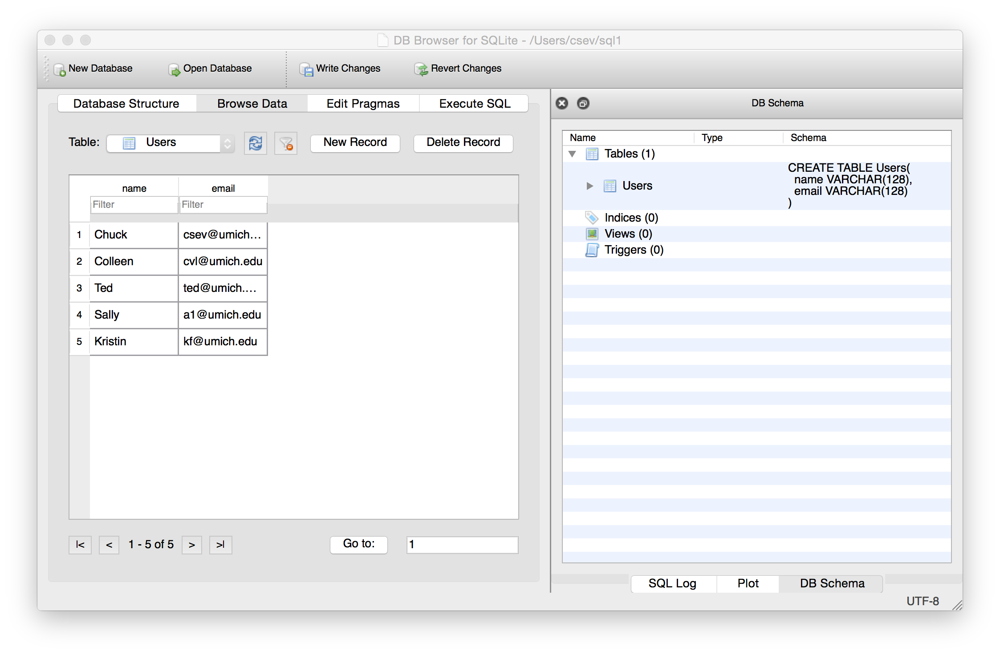 DB Browser for SQLite - /Users/csev/sql1
New Database Open Database Write Changes Revert Changes
Database Structure Browse Data Edit Pragmas Execute SQL
Table: Users New Record Delete Record
name email
Filter Filter
1 Chuck csev@umich...
2 Colleen cvl@umich.edu
3 Ted ted@umich....
4 Sally a1@umich.edu
5 Kristin kf@umich.edu
|< < 1 - 5 of 5 > >| Go to: 1
DB Schema
Name Type Schema
Tables (1)
Users
CREATE TABLE Users(
name VARCHAR(128),
email VARCHAR(128)
)
Indices (0)
Views (0)
Triggers (0)
SQL Log Plot DB Schema
UTF-8